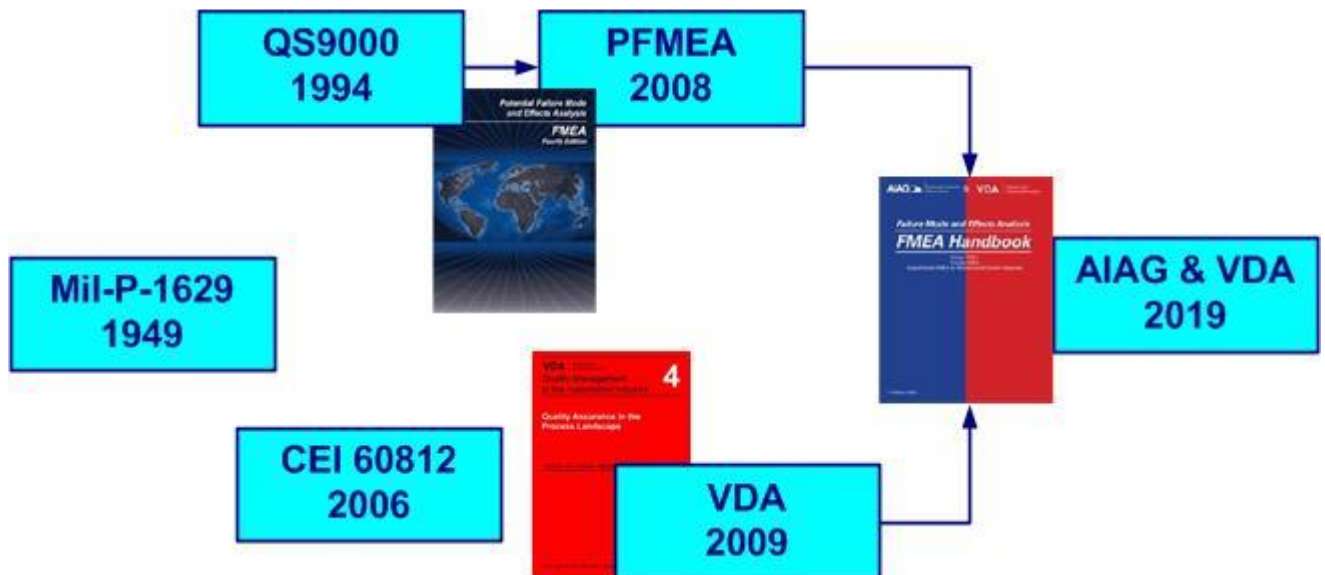 QS9000
1994
PFMEA
2008
Potential Failure Mode
and Effects Analysis
FMEA
Fourth Edition
Mil-P-1629
1949
AIAG
VDA
Failure Mode and Effects Analysis
FMEA Handbook
AIAG & VDA
2019
VDA
4
Quality Management
in the Automotive Industry
Quality Assurance in the
Process Landscape
CEI 60812
2006
VDA
2009